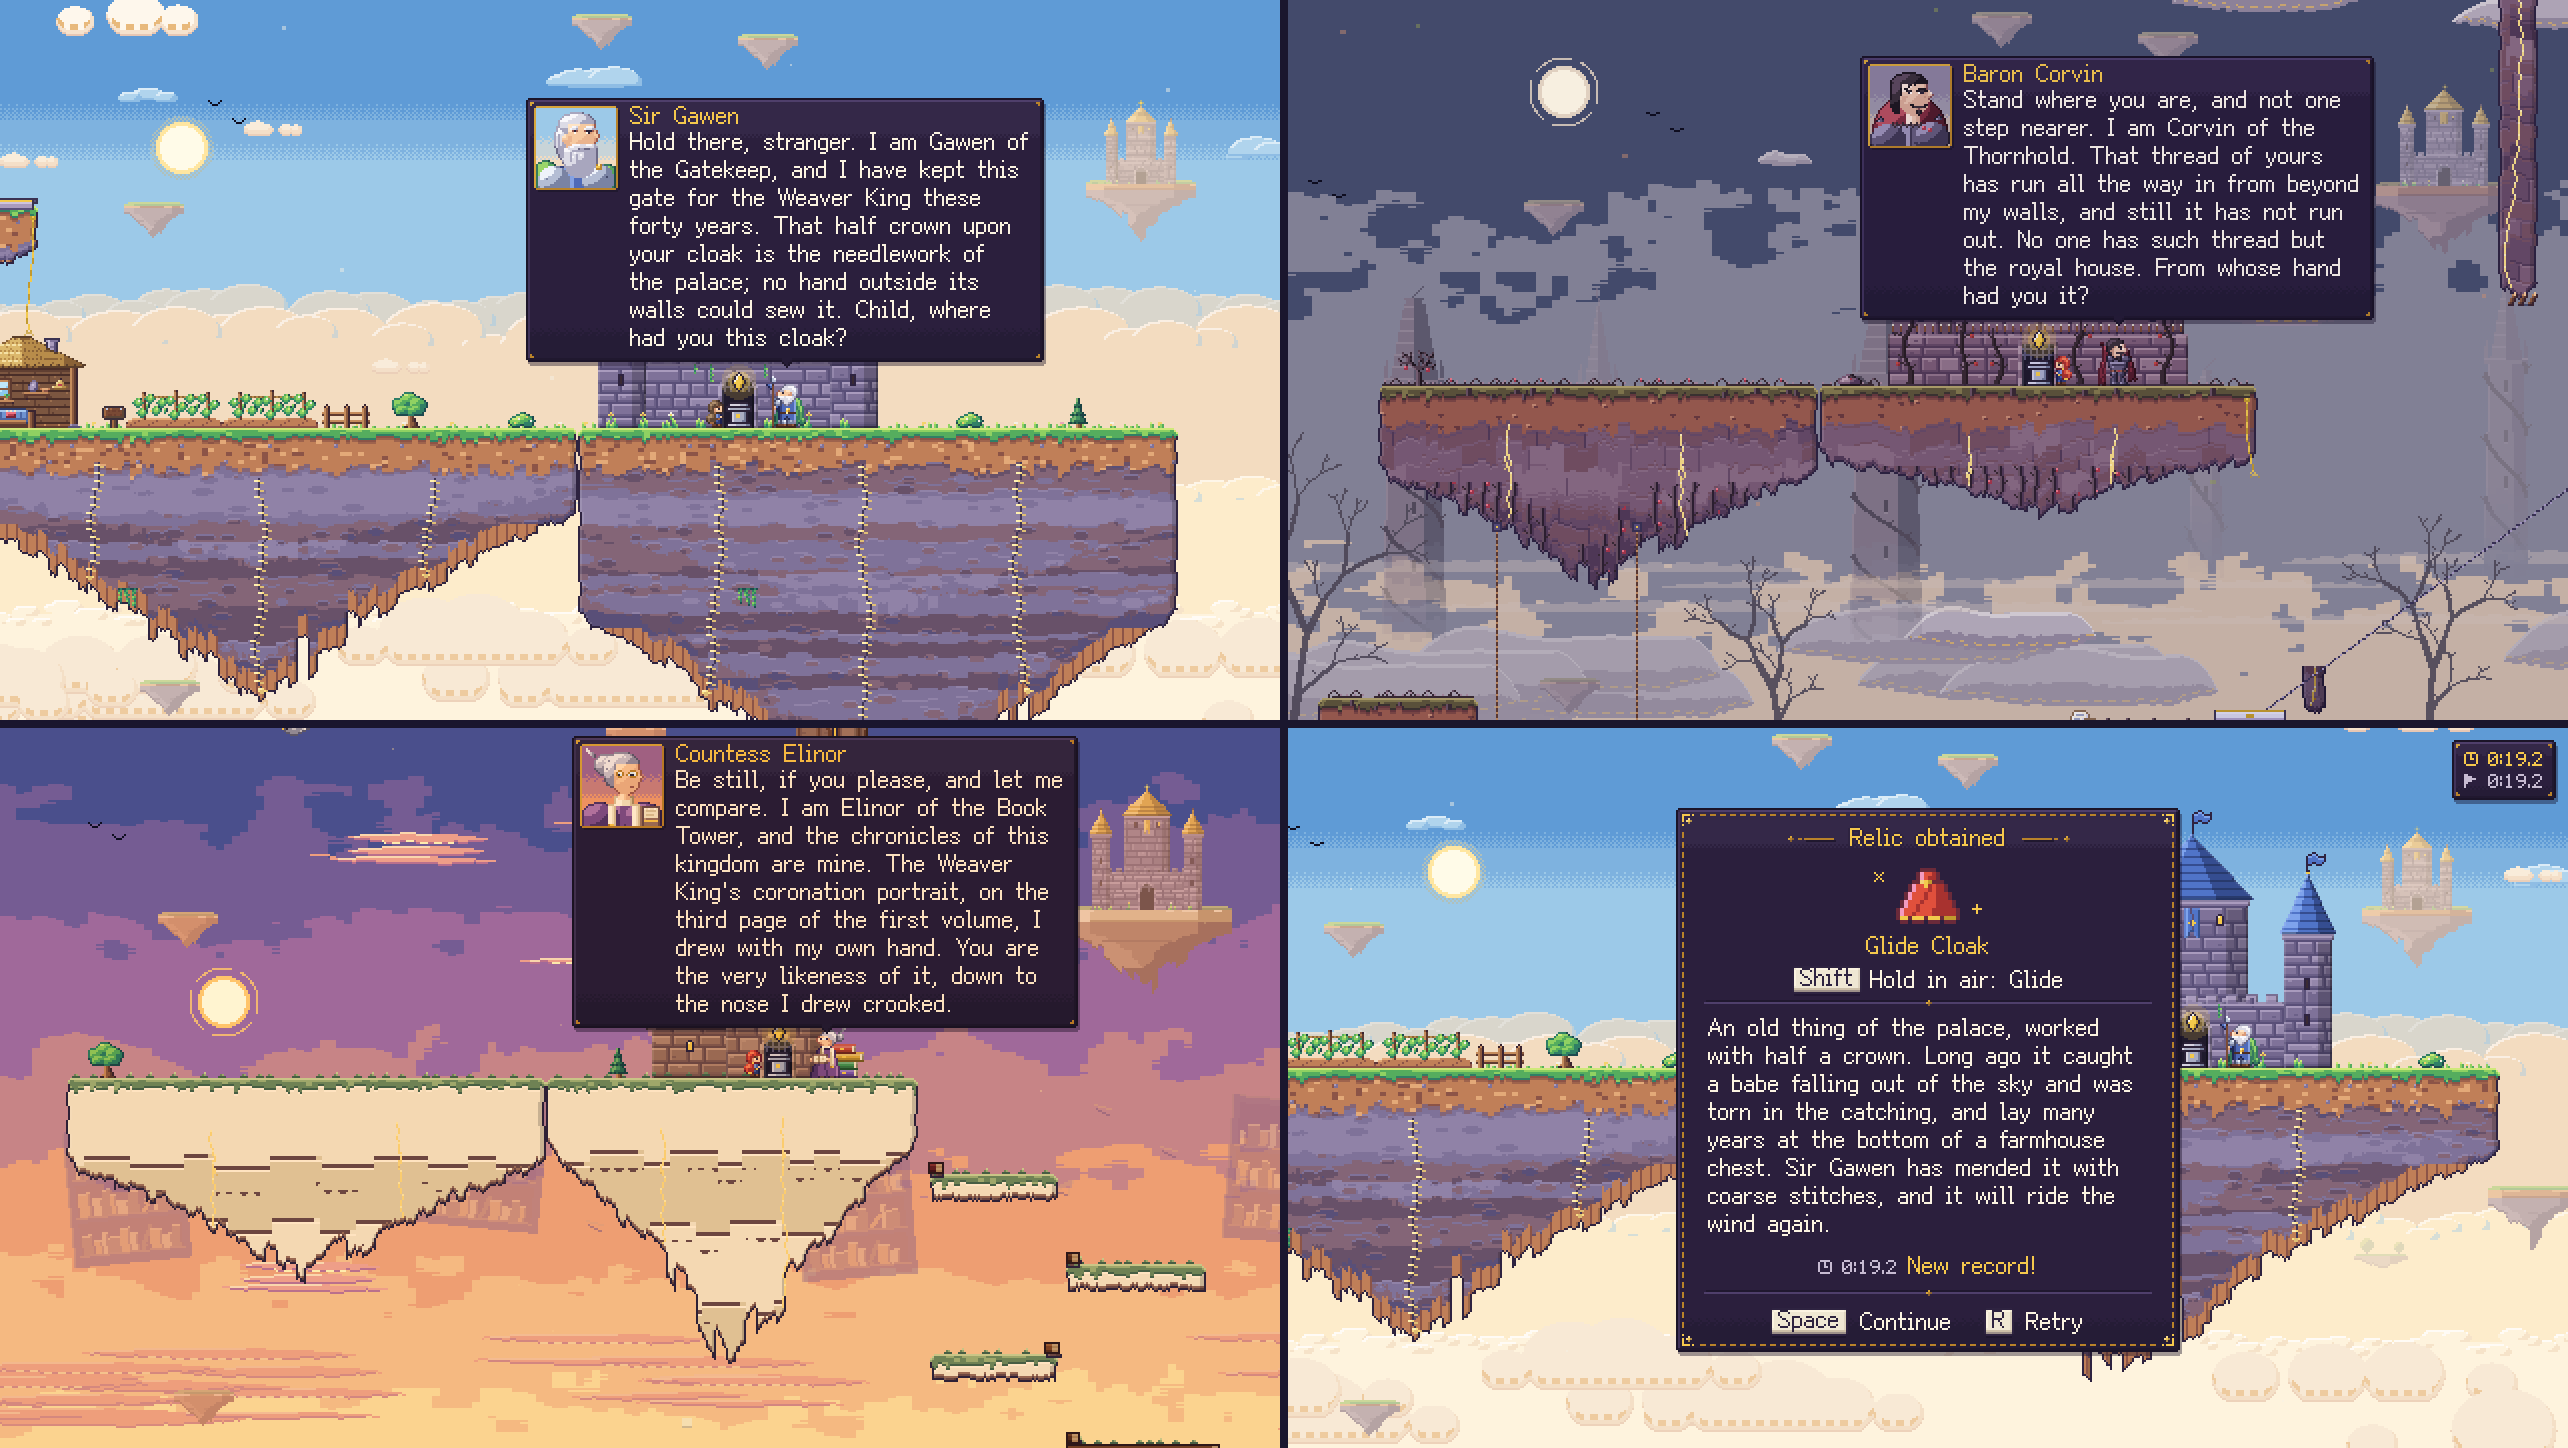 Sir Gawen
Hold there, stranger. I am Gawen of
the Gatekeep, and I have kept this
gate for the Weaver King these
forty years. That half crown upon
your cloak is the needlework of
the palace; no hand outside its
walls could sew it. Child, where
had you this cloak?
Baron Corvin
Stand where you are, and not one
step nearer. I am Corvin of the
Thornhold. That thread of yours
has run all the way in from beyond
my walls, and still it has not run
out. No one has such thread but
the royal house. From whose hand
had you it?
Countess Elinor
Be still, if you please, and let me
compare. I am Elinor of the Book
Tower, and the chronicles of this
kingdom are mine. The Weaver
King's coronation portrait, on the
third page of the first volume, I
drew with my own hand. You are
the very likeness of it, down to
the nose I drew crooked.
0:19.2
0:19.2
Relic obtained
Glide Cloak
Shift Hold in air: Glide
An old thing of the palace, worked
with half a crown. Long ago it caught
a babe falling out of the sky and was
torn in the catching, and lay many
years at the bottom of a farmhouse
chest. Sir Gawen has mended it with
coarse stitches, and it will ride the
wind again.
0:19.2 New record!
Space Continue R Retry